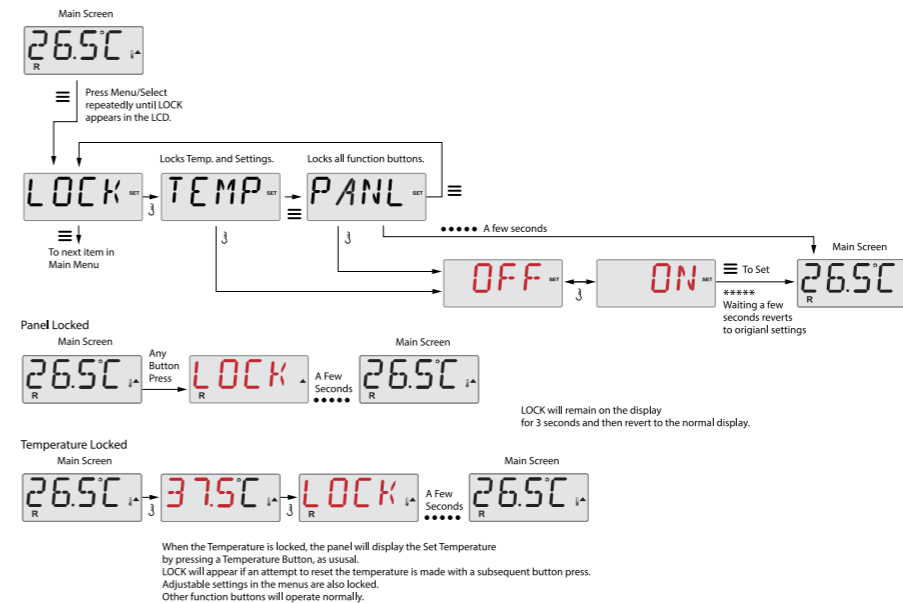 Main Screen
26.5°C
R
Press Menu/Select
repeatedly until LOCK
appears in the LCD.
Locks Temp. and Settings.
Locks all function buttons.
LOCK SET
TEMP SET
PANL SET
To next item in
Main Menu
A few seconds
Main Screen
OFF SET
ON SET
To Set
26.5°C
R
*****
Waiting a few
seconds reverts
to origianl settings
Panel Locked
Main Screen
Main Screen
26.5°C
R
Any
Button
Press
LOCK
R
A Few
Seconds
26.5°C
R
LOCK will remain on the display
for 3 seconds and then revert to the normal display.
Temperature Locked
Main Screen
Main Screen
26.5°C
R
37.5°C
LOCK
R
A Few
Seconds
26.5°C
R
When the Temperature is locked, the panel will display the Set Temperature
by pressing a Temperature Button, as ususal.
LOCK will appear if an attempt to reset the temperature is made with a subsequent button press.
Adjustable settings in the menus are also locked.
Other function buttons will operate normally.